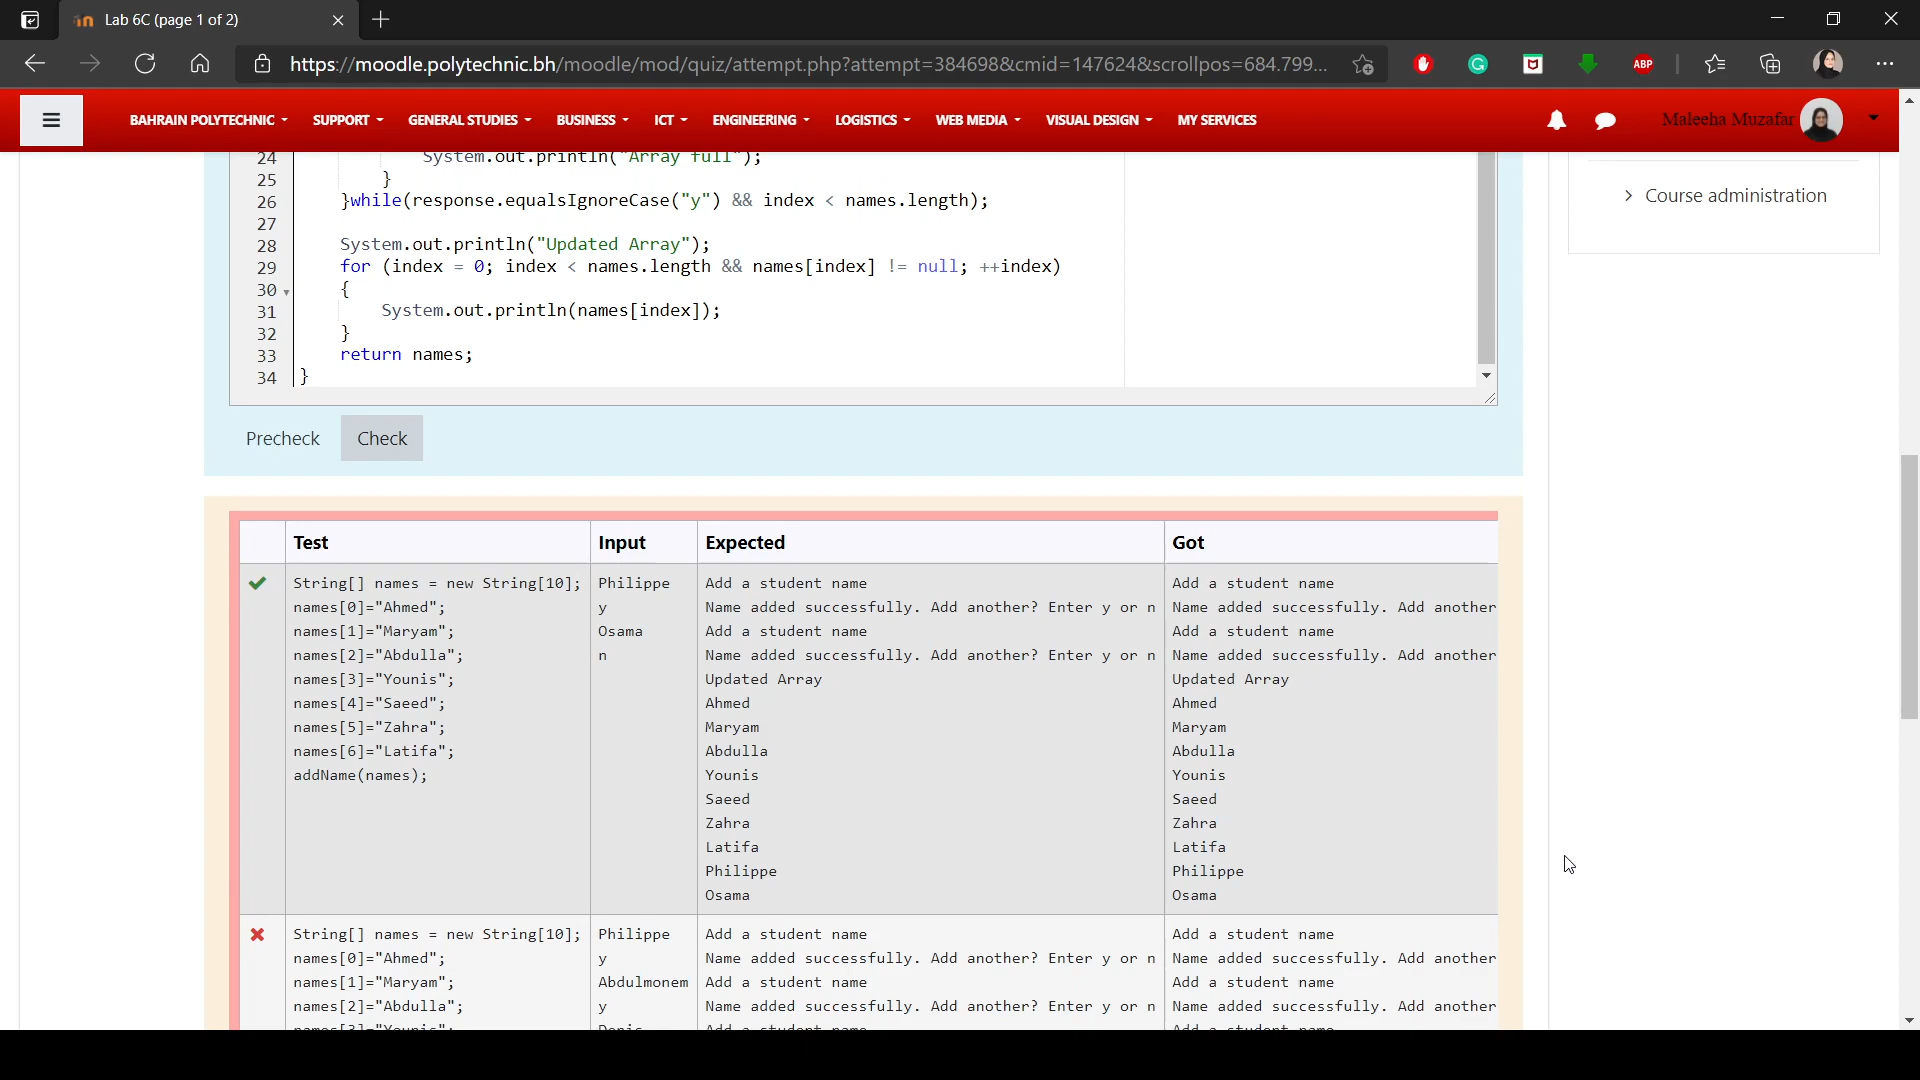 Lab 6C (page 1 of 2)
https://moodle.polytechnic.bh/moodle/mod/quiz/attempt.php?attempt=384698&cmid=147624&scrollpos=684.799...
ABP
BAHRAIN POLYTECHNIC SUPPORT GENERAL STUDIES BUSINESS ICT ENGINEERING LOGISTICS WEB MEDIA VISUAL DESIGN MY SERVICES
Maleeha Muzafar
Course administration
24 System.out.println("Array full");
25 }
26 }while(response.equalsIgnoreCase("y") && index < names.length);
27
28 System.out.println("Updated Array");
29 for (index = 0; index < names.length && names[index] != null; ++index)
30 {
31 System.out.println(names[index]);
32 }
33 return names;
34 }
Precheck Check
Test Input Expected Got
String[] names = new String[10]; Philippe Add a student name Add a student name
names[0]="Ahmed"; y Name added successfully. Add another? Enter y or n Name added successfully. Add another
names[1]="Maryam"; Osama Add a student name Add a student name
names[2]="Abdulla"; n Name added successfully. Add another? Enter y or n Name added successfully. Add another
names[3]="Younis"; Updated Array Updated Array
names[4]="Saeed"; Ahmed Ahmed
names[5]="Zahra"; Maryam Maryam
names[6]="Latifa"; Abdulla Abdulla
addName(names); Younis Younis
Saeed Saeed
Zahra Zahra
Latifa Latifa
Philippe Philippe
Osama Osama
String[] names = new String[10]; Philippe Add a student name Add a student name
names[0]="Ahmed"; y Name added successfully. Add another? Enter y or n Name added successfully. Add another
names[1]="Maryam"; Abdulmonem Add a student name Add a student name
names[2]="Abdulla"; y Name added successfully. Add another? Enter y or n Name added successfully. Add another
names[3]="Younis"; Add a student name Add a student name